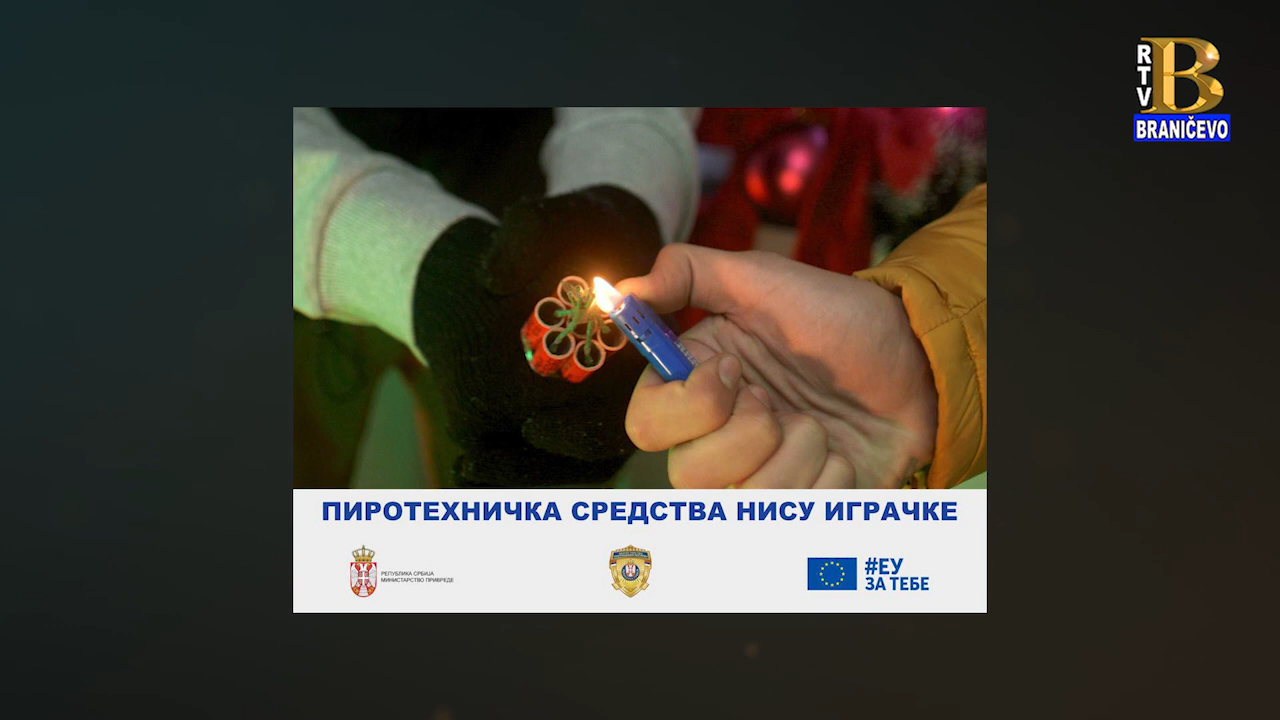 RTV
B
BRANIČEVO
ПИРОТЕХНИЧКА СРЕДСТВА НИСУ ИГРАЧКЕ
РЕПУБЛИКА СРБИЈА
МИНИСТАРСТВО ПРИВРЕДЕ
#ЕУ
ЗА ТЕБЕ